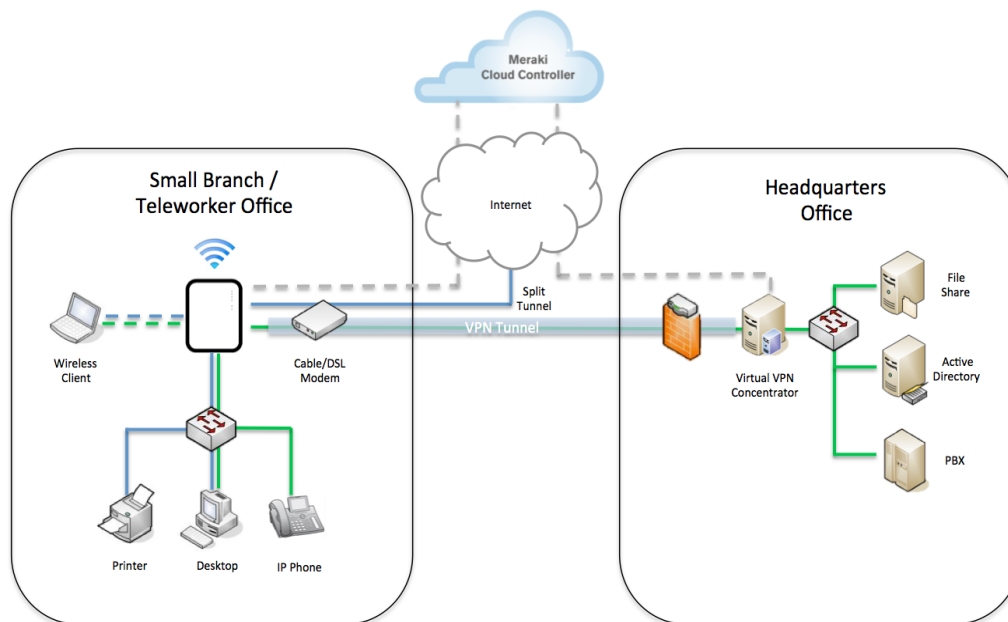 Meraki
Cloud Controller
Small Branch /
Teleworker Office
Internet
Headquarters
Office
Split
Tunnel
File
Share
VPN Tunnel
Wireless
Client
Cable/DSL
Modem
Virtual VPN
Concentrator
Active
Directory
PBX
Printer
Desktop
IP Phone